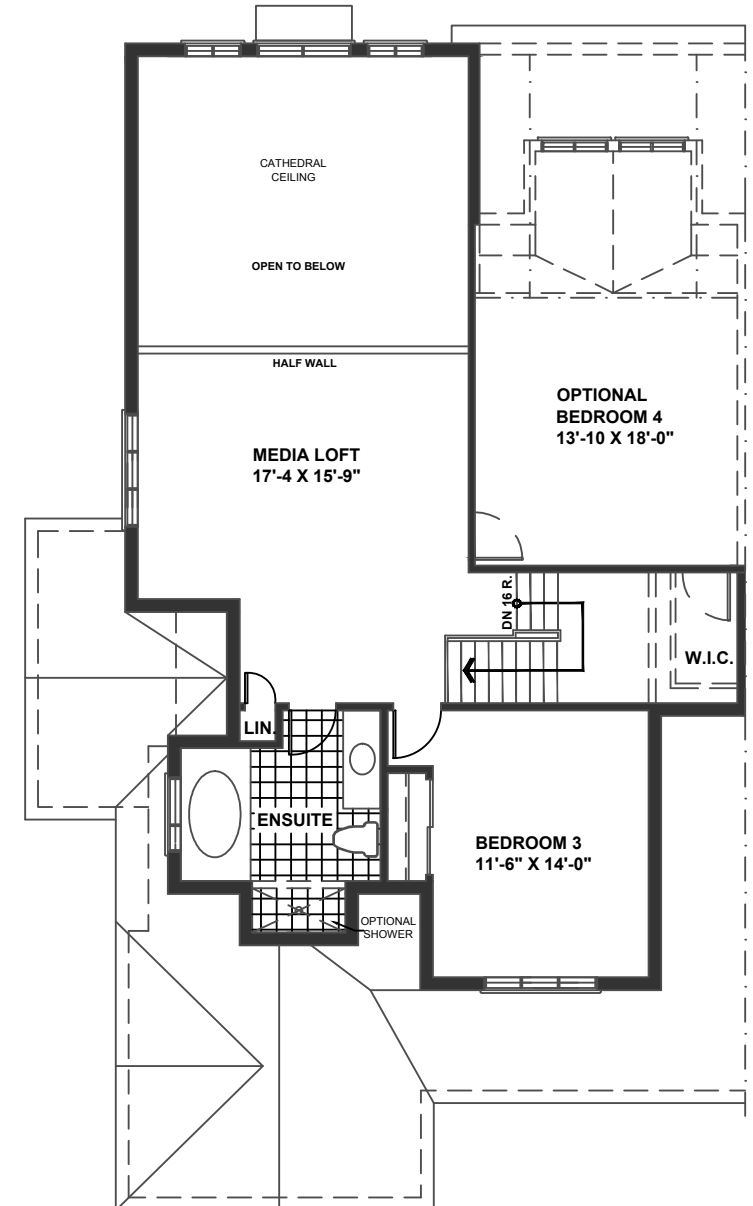 CATHEDRAL
CEILING
OPEN TO BELOW
HALF WALL
OPTIONAL
BEDROOM 4
13'-10 X 18'-0"
MEDIA LOFT
17'-4 X 15'-9"
DN 16 R.
W.I.C.
LIN.
ENSUITE
BEDROOM 3
11'-6" X 14'-0"
OPTIONAL
SHOWER